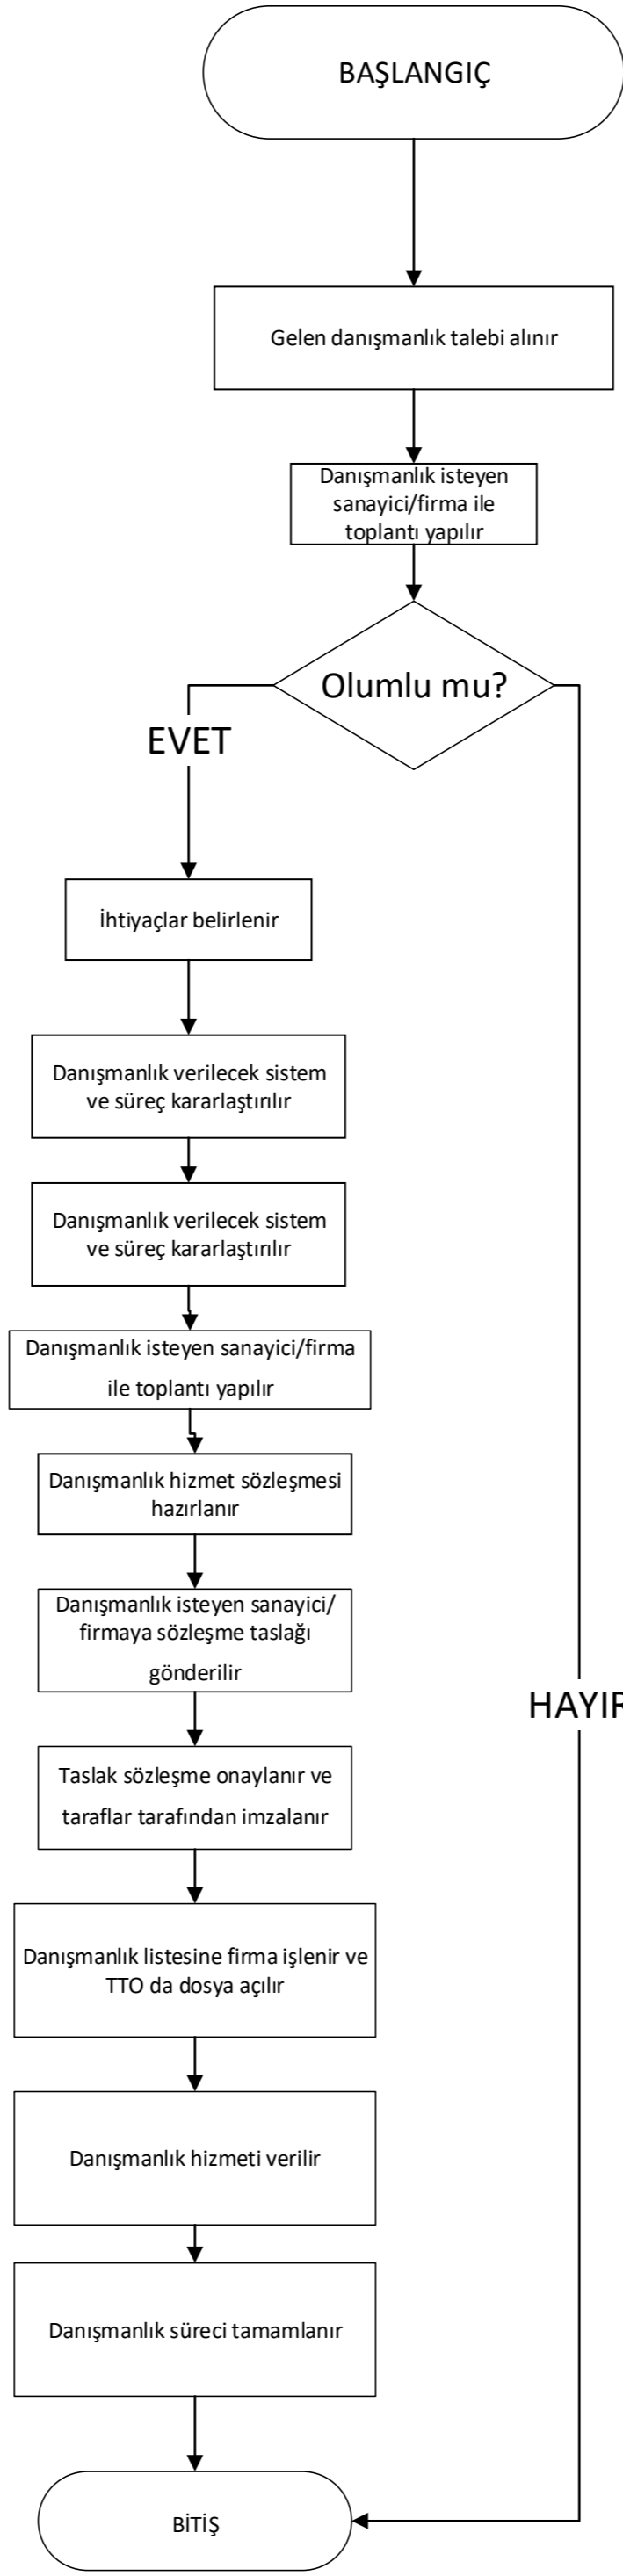 BAŞLANGIÇ
Gelen danışmanlık talebi alınır
Danışmanlık isteyen
sanayici/firma ile
toplantı yapılır
Olumlu mu?
EVET
İhtiyaçlar belirlenir
Danışmanlık verilecek sistem
ve süreç kararlaştırılır
Danışmanlık verilecek sistem
ve süreç kararlaştırılır
Danışmanlık isteyen sanayici/firma
ile toplantı yapılır
Danışmanlık hizmet sözleşmesi
hazırlanır
Danışmanlık isteyen sanayici/
firmaya sözleşme taslağı
gönderilir
HAYIR
Taslak sözleşme onaylanır ve
taraflar tarafından imzalanır
Danışmanlık listesine firma işlenir ve
TTO da dosya açılır
Danışmanlık hizmeti verilir
Danışmanlık süreci tamamlanır
BİTİŞ